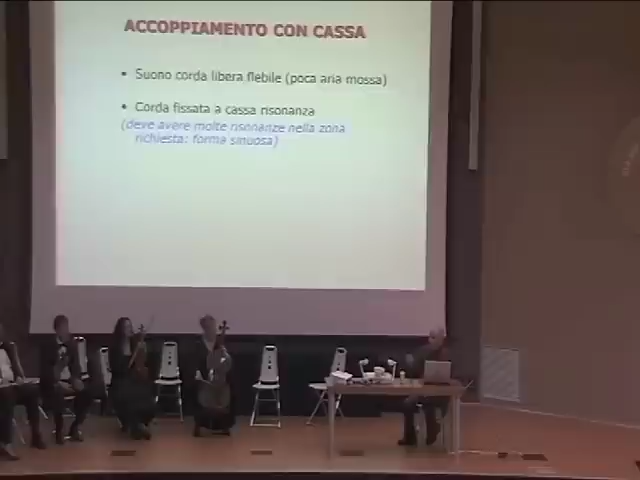 ACCOPPIAMENTO CON CASSA
• Suono corda libera flebile (poca aria mossa)
• Corda fissata a cassa risonanza
(deve avere molte risonanze nella zona
richiesta: forma sinuosa)